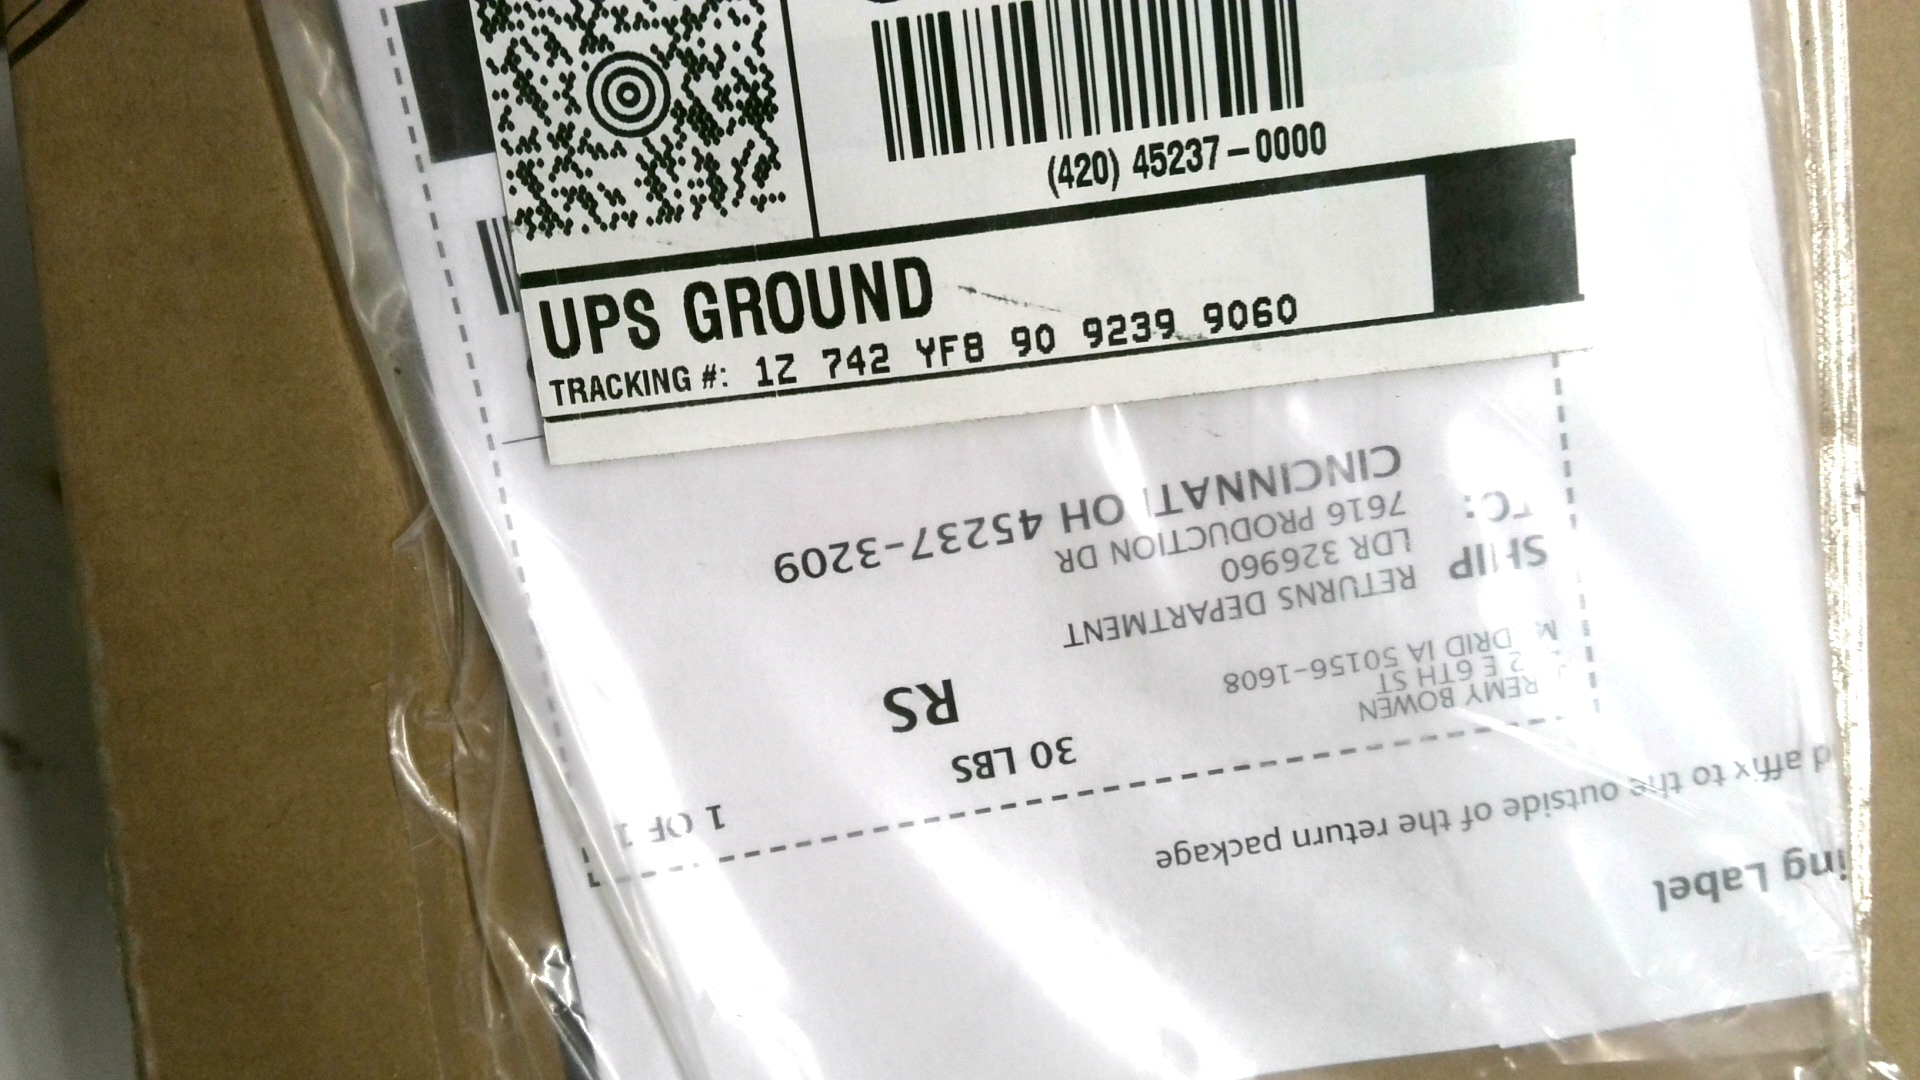 (420) 45237-0000
UPS GROUND
TRACKING #: 1Z 742 YF8 90 9239 9060
ing Label
d affix to the outside of the return package
1 OF 1
30 LBS
RS
REMY BOWEN
2 E 6TH ST
DRID IA 50156-1608
SHIP
TO:
RETURNS DEPARTMENT
LDR 326960
7616 PRODUCTION DR
CINCINNATI OH 45237-3209